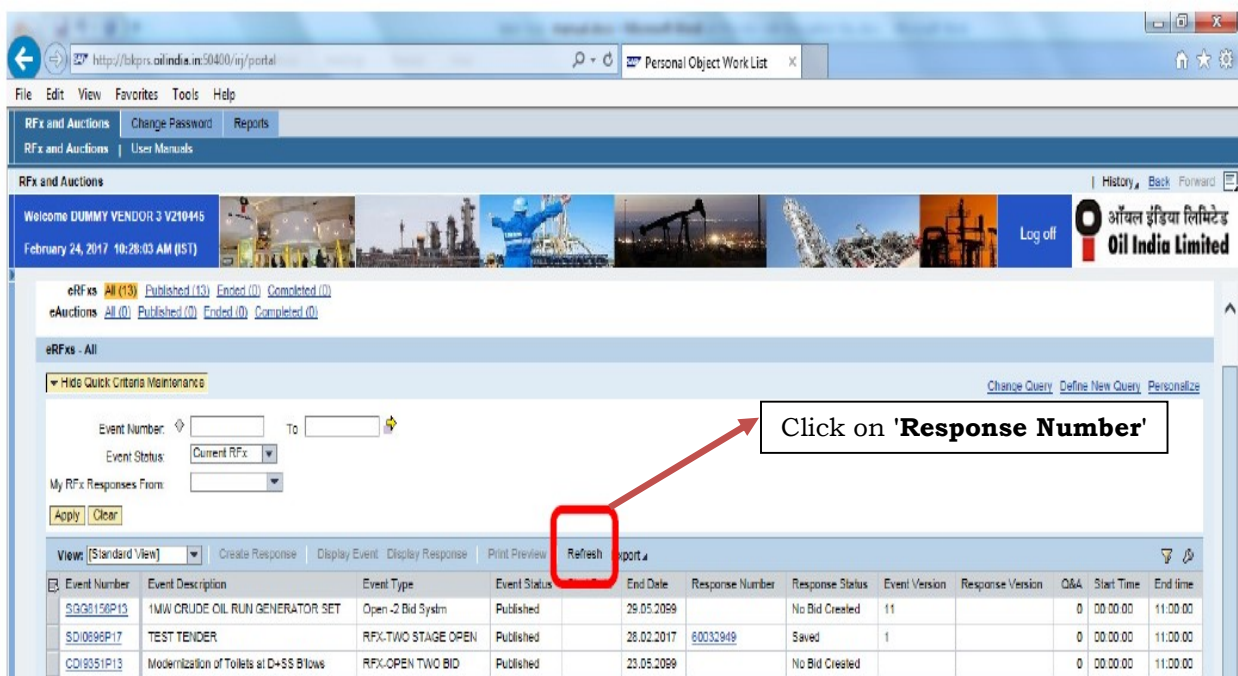 http://bkprs.oilindia.in:50400/irj/portal
Personal Object Work List
File Edit View Favorites Tools Help
RFx and Auctions Change Password Reports
RFx and Auctions | User Manuals
RFx and Auctions | History Back Forward
Welcome DUMMY VENDOR 3 V210445
February 24, 2017 10:28:03 AM (IST)
Log off
ऑयल इंडिया लिमिटेड
Oil India Limited
eRFxs All (13) Published (13) Ended (0) Completed (0)
eAuctions All (0) Published (0) Ended (0) Completed (0)
eRFxs - All
Hide Quick Criteria Maintenance Change Query Define New Query Personalize
Event Number: To
Click on 'Response Number'
Event Status: Current RFx
My RFx Responses From:
Apply Clear
View: [Standard View] Create Response Display Event Display Response Print Preview Refresh xport
Event Number Event Description Event Type Event Status End Date Response Number Response Status Event Version Response Version Q&A Start Time End time
SGG8156P13 1MW CRUDE OIL RUN GENERATOR SET Open -2 Bid Systm Published 29.05.2099 No Bid Created 11 0 00:00:00 11:00:00
SDI0696P17 TEST TENDER RFX-TWO STAGE OPEN Published 28.02.2017 60032949 Saved 1 0 00:00:00 11:00:00
CDI9351P13 Modernization of Toilets at D+SS B'lows RFX-OPEN TWO BID Published 23.05.2099 No Bid Created 0 00:00:00 11:00:00